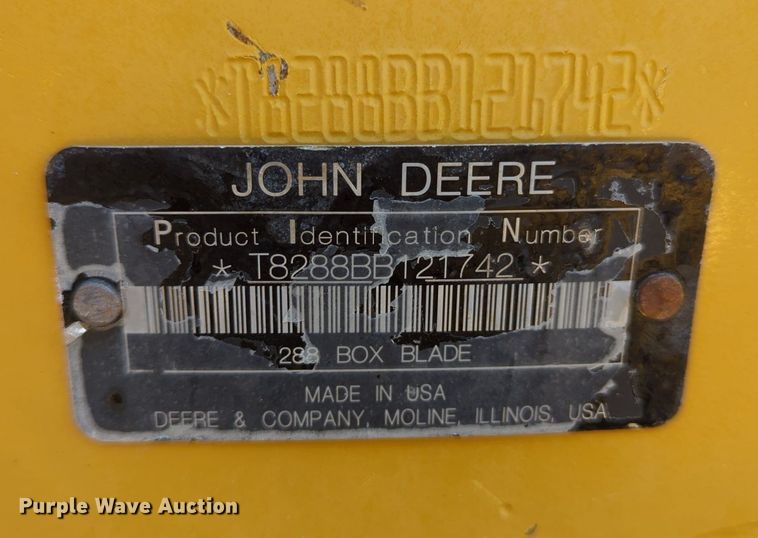 *T8288BB121742*
JOHN DEERE
Product Identification Number
* T8288BB121742 *
288 BOX BLADE
MADE IN USA
DEERE & COMPANY, MOLINE, ILLINOIS, USA
Purple Wave Auction